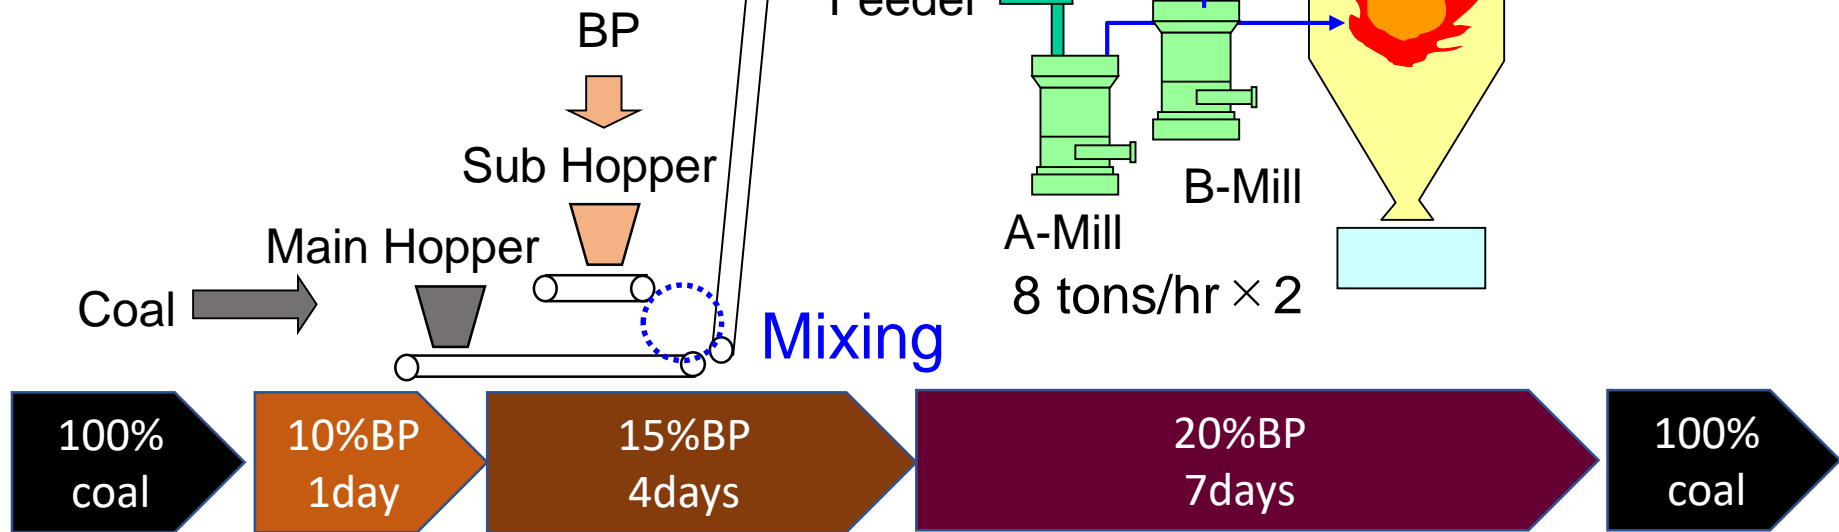 Feeder
BP
Sub Hopper
B-Mill
Main Hopper
A-Mill
Coal
8 tons/hr×2
Mixing
100%
coal
10%BP
1day
15%BP
4days
20%BP
7days
100%
coal